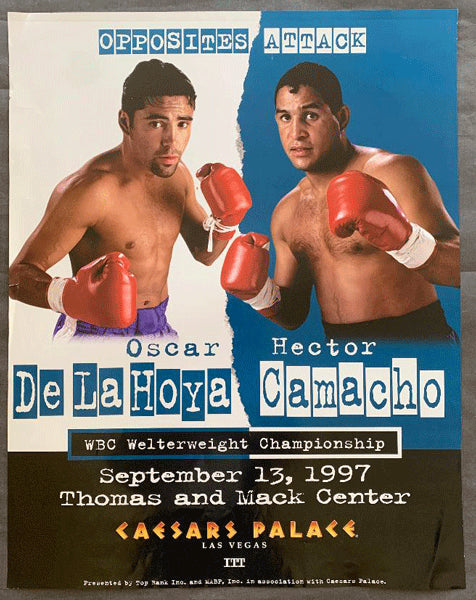 OPPOSITES ATTACK
Oscar Hector
De La Hoya Camacho
WBC Welterweight Championship
September 13, 1997
Thomas and Mack Center
CAESARS PALACE
LAS VEGAS
ITT
Presented by Top Rank Inc. and MABP, Inc. in association with Caesars Palace.